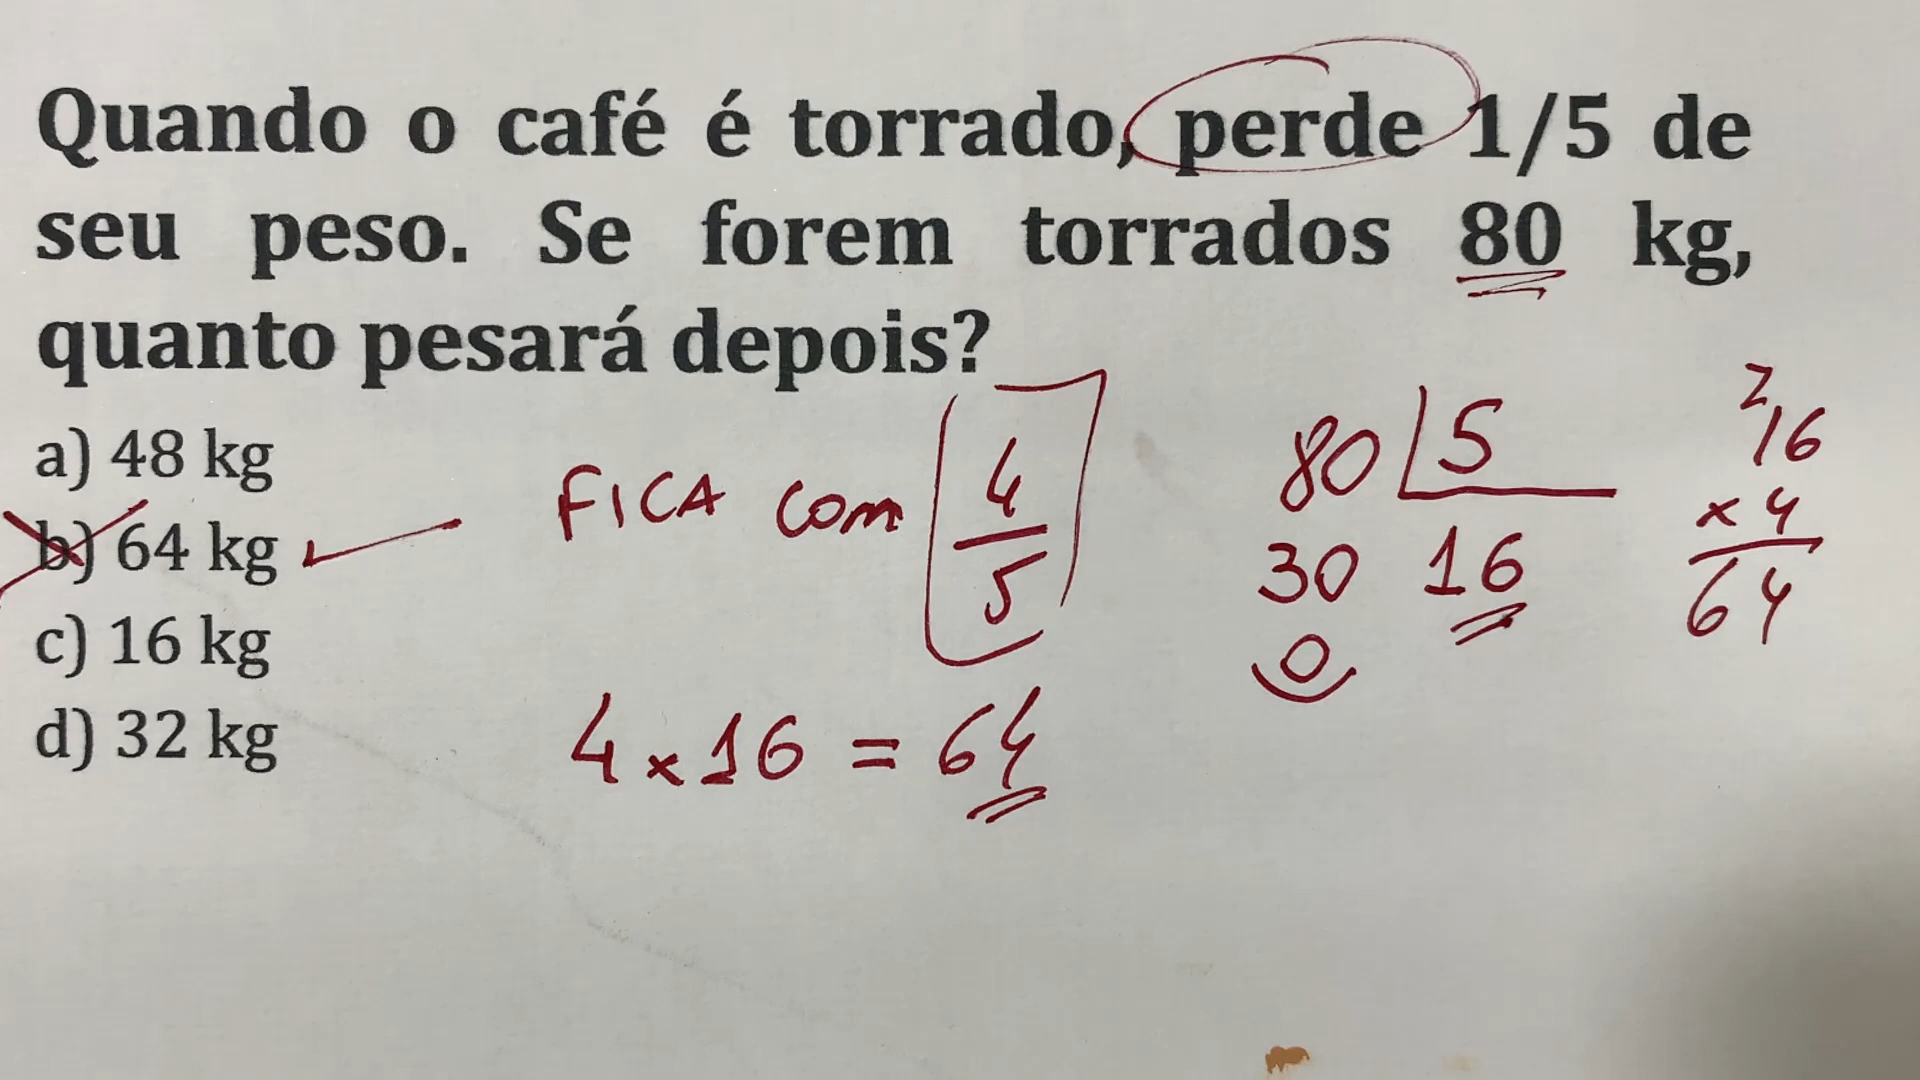 Quando o café é torrado, perde 1/5 de
seu peso. Se forem torrados 80 kg,
quanto pesará depois?
a) 48 kg
b) 64 kg
c) 16 kg
d) 32 kg
FICA com 4/5
4 x 16 = 64
80 5
30 16
0
2
16
x 4
64